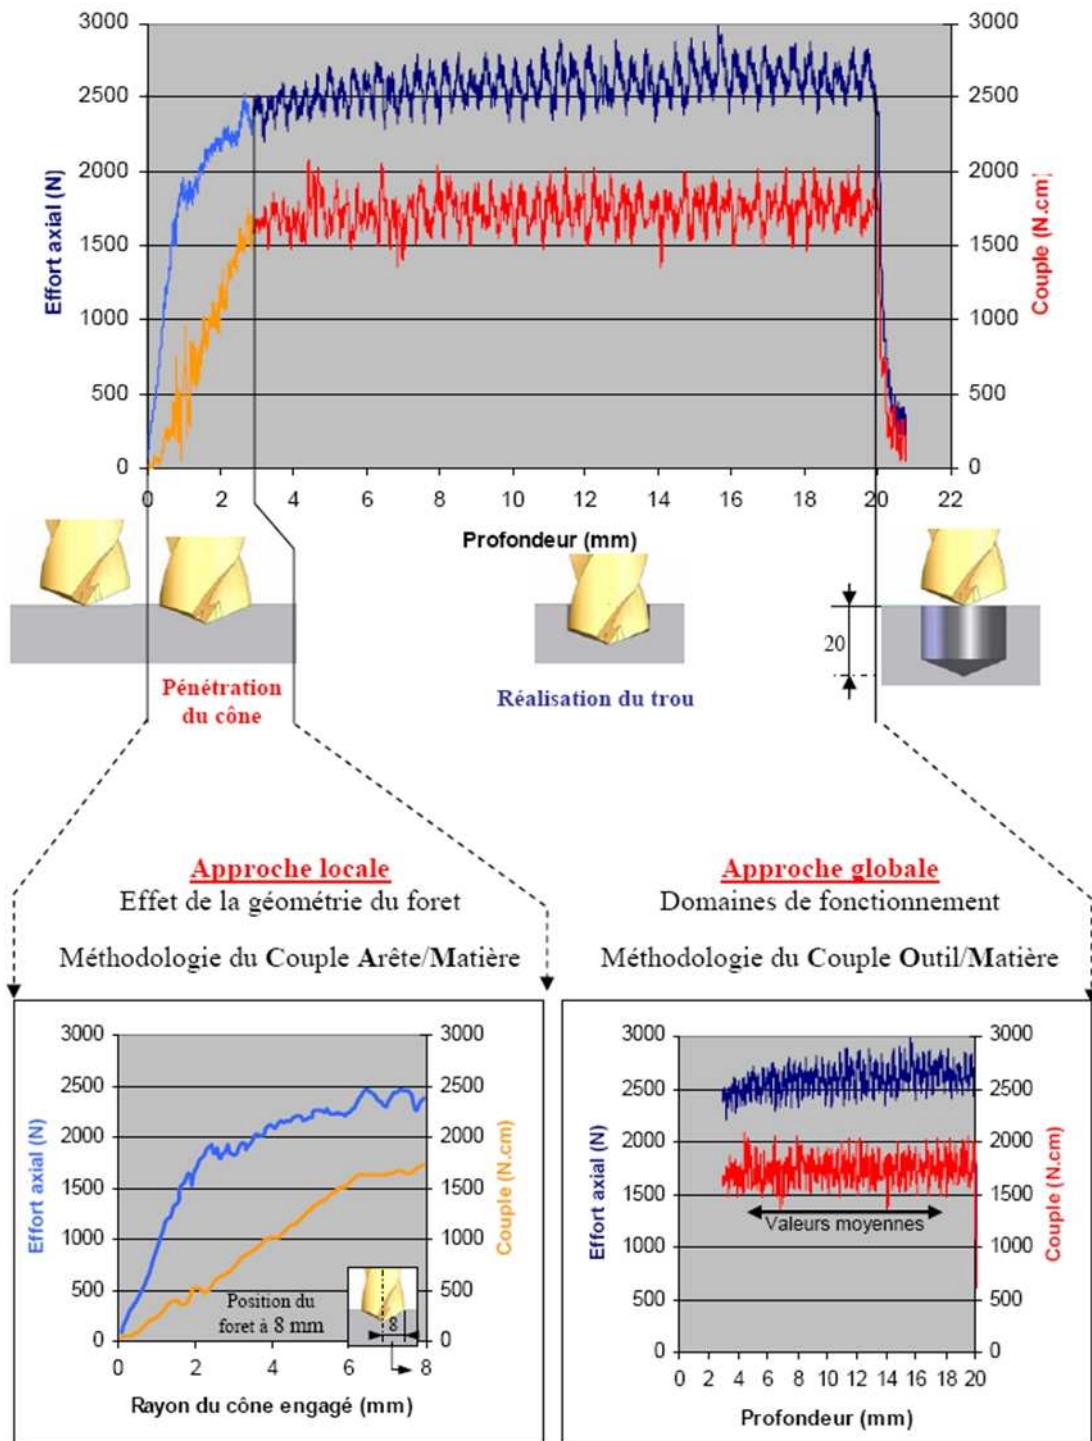 3000
2500
2000
1500
1000
500
0
Effort axial (N)
3000
2500
2000
1500
1000
500
0
Couple (N.cm)
0 2 4 6 8 10 12 14 16 18 20 22
Profondeur (mm)
20
Pénétration
du cône
Réalisation du trou
Approche locale
Effet de la géométrie du foret
Méthodologie du Couple Arête/Matière
Approche globale
Domaines de fonctionnement
Méthodologie du Couple Outil/Matière
3000
2500
2000
1500
1000
500
0
Effort axial (N)
3000
2500
2000
1500
1000
500
0
Couple (N.cm)
Position du
foret à 8 mm
8
0 2 4 6 8
Rayon du cône engagé (mm)
3000
2500
2000
1500
1000
500
0
Effort axial (N)
3000
2500
2000
1500
1000
500
0
Couple (N.cm)
Valeurs moyennes
0 2 4 6 8 10 12 14 16 18 20
Profondeur (mm)